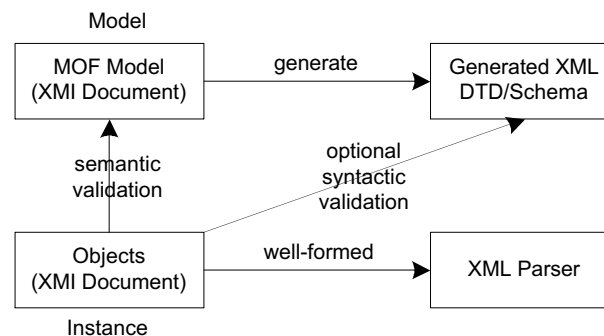 Model
MOF Model
(XMI Document)
generate
Generated XML
DTD/Schema
semantic
validation
optional
syntactic
validation
Objects
(XMI Document)
well-formed
XML Parser
Instance